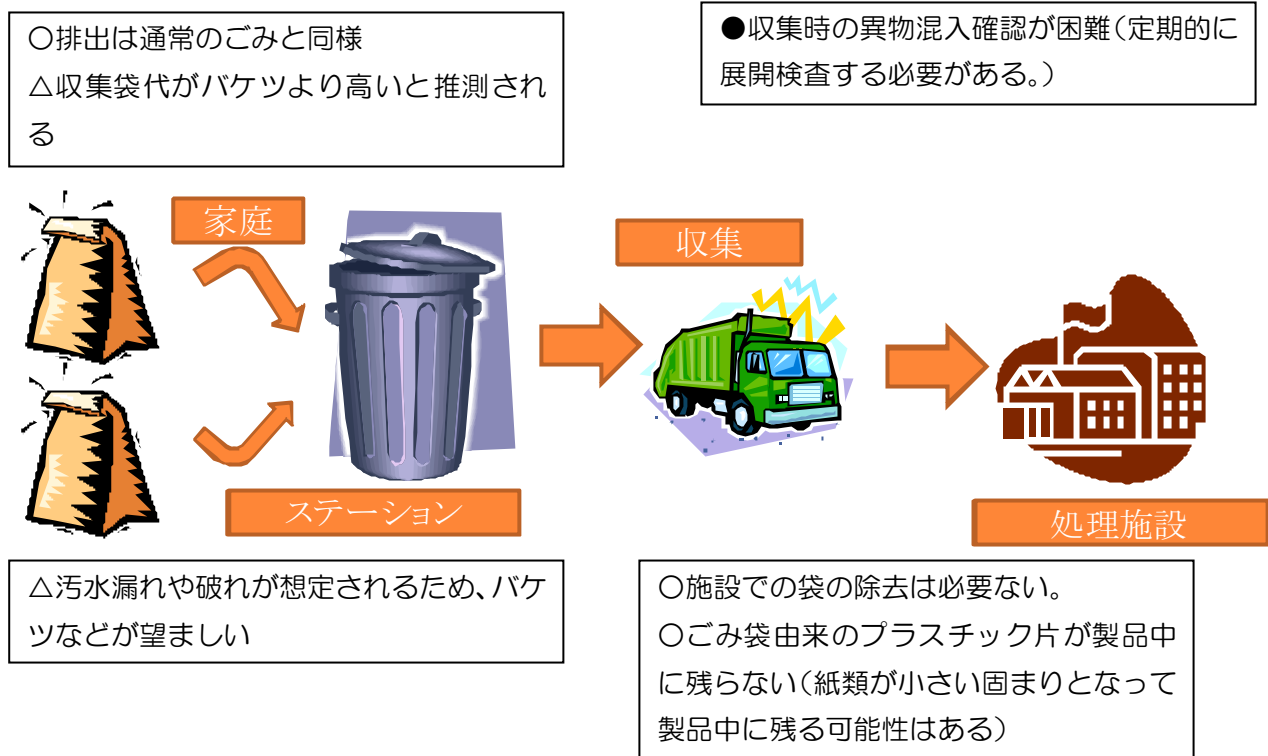 〇排出は通常のごみと同様
△収集袋代がバケツより高いと推測され
る
●収集時の異物混入確認が困難(定期的に
展開検査する必要がある。)
家庭
収集
ステーション
処理施設
△汚水漏れや破れが想定されるため、バケ
ツなどが望ましい
〇施設での袋の除去は必要ない。
〇ごみ袋由来のプラスチック片が製品中
に残らない(紙類が小さい固まりとなって
製品中に残る可能性はある)